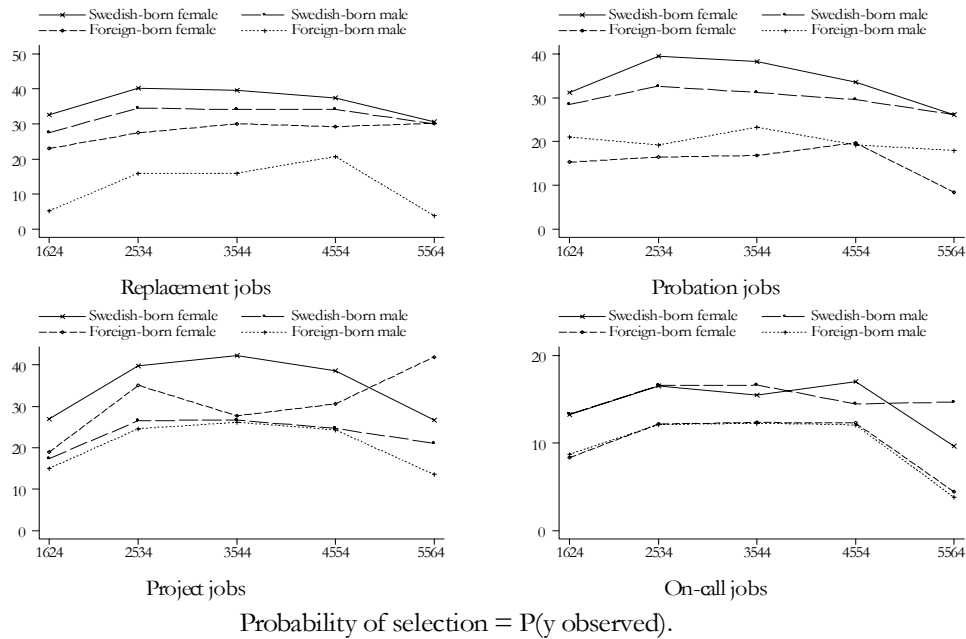 Swedish-born female Swedish-born male
Foreign-born female Foreign-born male
50
40
30
20
10
0
1624 2534 3544 4554 5564
Replacement jobs
Swedish-born female Swedish-born male
Foreign-born female Foreign-born male
40
30
20
10
0
1624 2534 3544 4554 5564
Probation jobs
Swedish-born female Swedish-born male
Foreign-born female Foreign-born male
40
30
20
10
0
1624 2534 3544 4554 5564
Project jobs
Swedish-born female Swedish-born male
Foreign-born female Foreign-born male
20
10
0
1624 2534 3544 4554 5564
On-call jobs
Probability of selection = P(y observed).